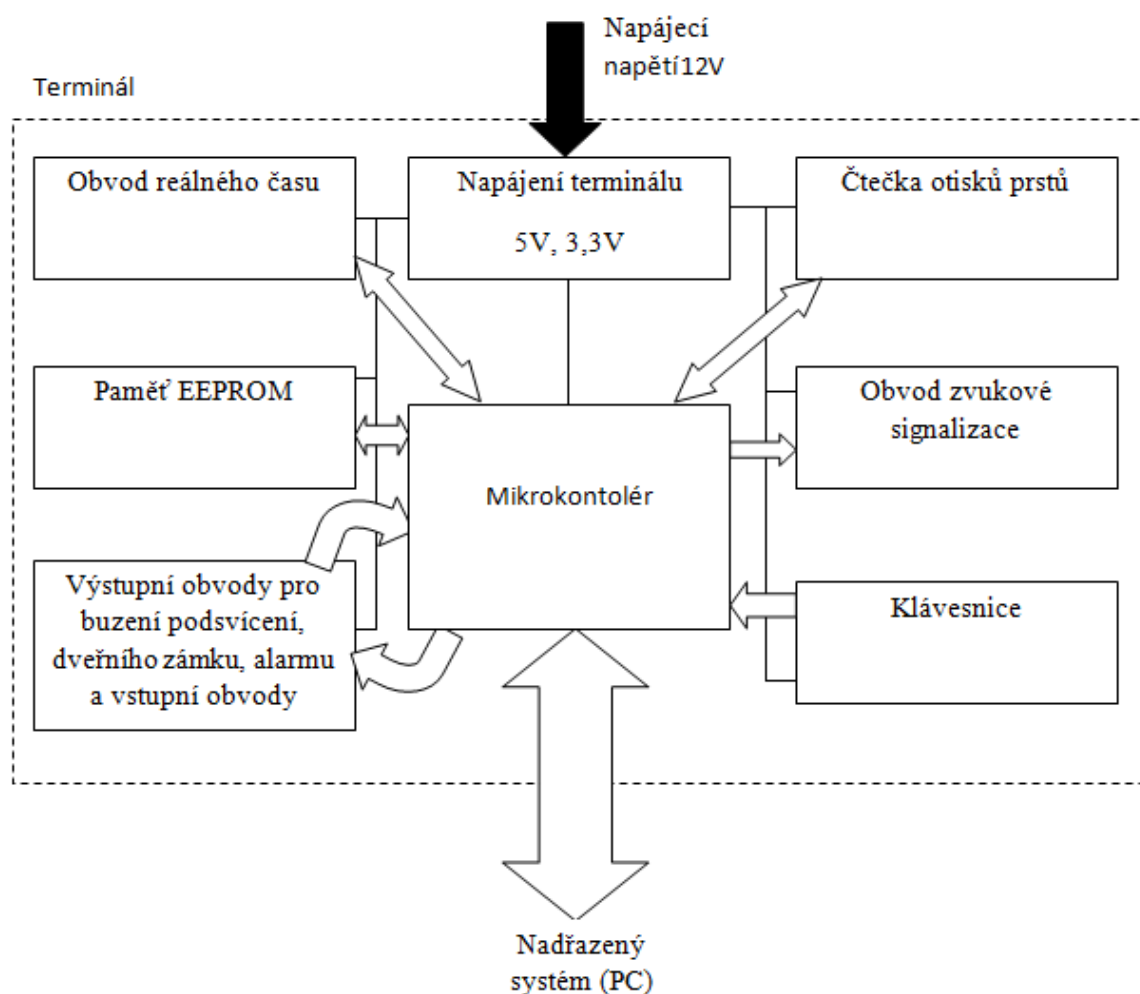 Napájecí
napětí12V
Terminál
Obvod reálného času
Napájení terminálu
5V, 3,3V
Čtečka otisků prstů
Paměť EEPROM
Obvod zvukové
signalizace
Mikrokontolér
Výstupní obvody pro
buzení podsvícení,
dveřního zámku, alarmu
a vstupní obvody
Klávesnice
Nadřazený
systém (PC)